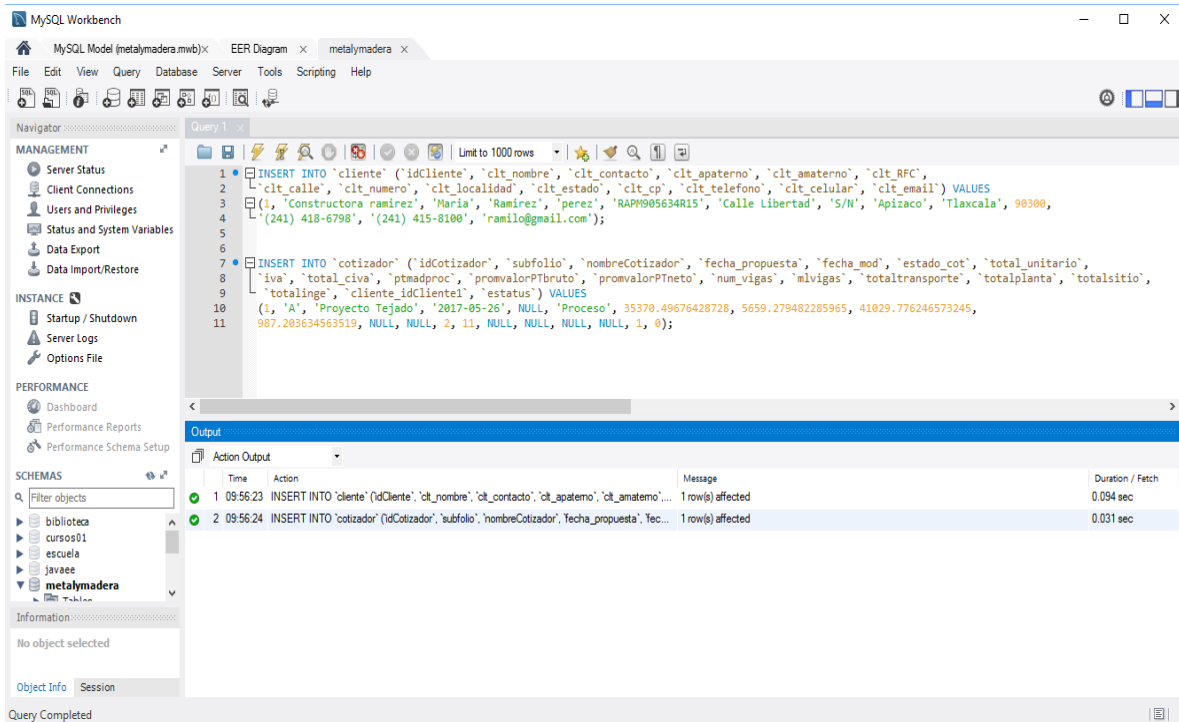 MySQL Workbench
MySQL Model (metalymadera.mwb)× EER Diagram × metalymadera ×
File Edit View Query Database Server Tools Scripting Help
Navigator
Query 1 ×
MANAGEMENT
Server Status
Client Connections
Users and Privileges
Status and System Variables
Data Export
Data Import/Restore
INSTANCE
Startup / Shutdown
Server Logs
Options File
PERFORMANCE
Dashboard
Performance Reports
Performance Schema Setup
SCHEMAS
Filter objects
biblioteca
cursos01
escuela
javaee
metalymadera
Tables
Information
No object selected
Object Info Session
Limit to 1000 rows
1 INSERT INTO `cliente` (`idCliente`, `clt_nombre`, `clt_contacto`, `clt_apaterno`, `clt_amaterno`, `clt_RFC`,
2 `clt_calle`, `clt_numero`, `clt_localidad`, `clt_estado`, `clt_cp`, `clt_telefono`, `clt_celular`, `clt_email`) VALUES
3 (1, 'Constructora ramirez', 'Maria', 'Ramirez', 'perez', 'RAPM905634R15', 'Calle Libertad', 'S/N', 'Apizaco', 'Tlaxcala', 90300,
4 '(241) 418-6798', '(241) 415-8100', 'ramilo@gmail.com');
5
6
7 INSERT INTO `cotizador` (`idCotizador`, `subfolio`, `nombreCotizador`, `fecha_propuesta`, `fecha_mod`, `estado_cot`, `total_unitario`,
8 `iva`, `total_civa`, `ptmadproc`, `promvalorPTbruto`, `promvalorPTneto`, `num_vigas`, `mlvigas`, `totaltransporte`, `totalplanta`, `totalsitio`,
9 `totalinge`, `cliente_idCliente1`, `estatus`) VALUES
10 (1, 'A', 'Proyecto Tejado', '2017-05-26', NULL, 'Proceso', 35370.49676428728, 5659.279482285965, 41029.776246573245,
11 987.203634563519, NULL, NULL, 2, 11, NULL, NULL, NULL, NULL, 1, 0);
Output
Action Output
Time Action Message Duration / Fetch
1 09:56:23 INSERT INTO `cliente` (`idCliente`, `clt_nombre`, `clt_contacto`, `clt_apaterno`, `clt_amaterno`,... 1 row(s) affected 0.094 sec
2 09:56:24 INSERT INTO `cotizador` (`idCotizador`, `subfolio`, `nombreCotizador`, `fecha_propuesta`, `fec... 1 row(s) affected 0.031 sec
Query Completed